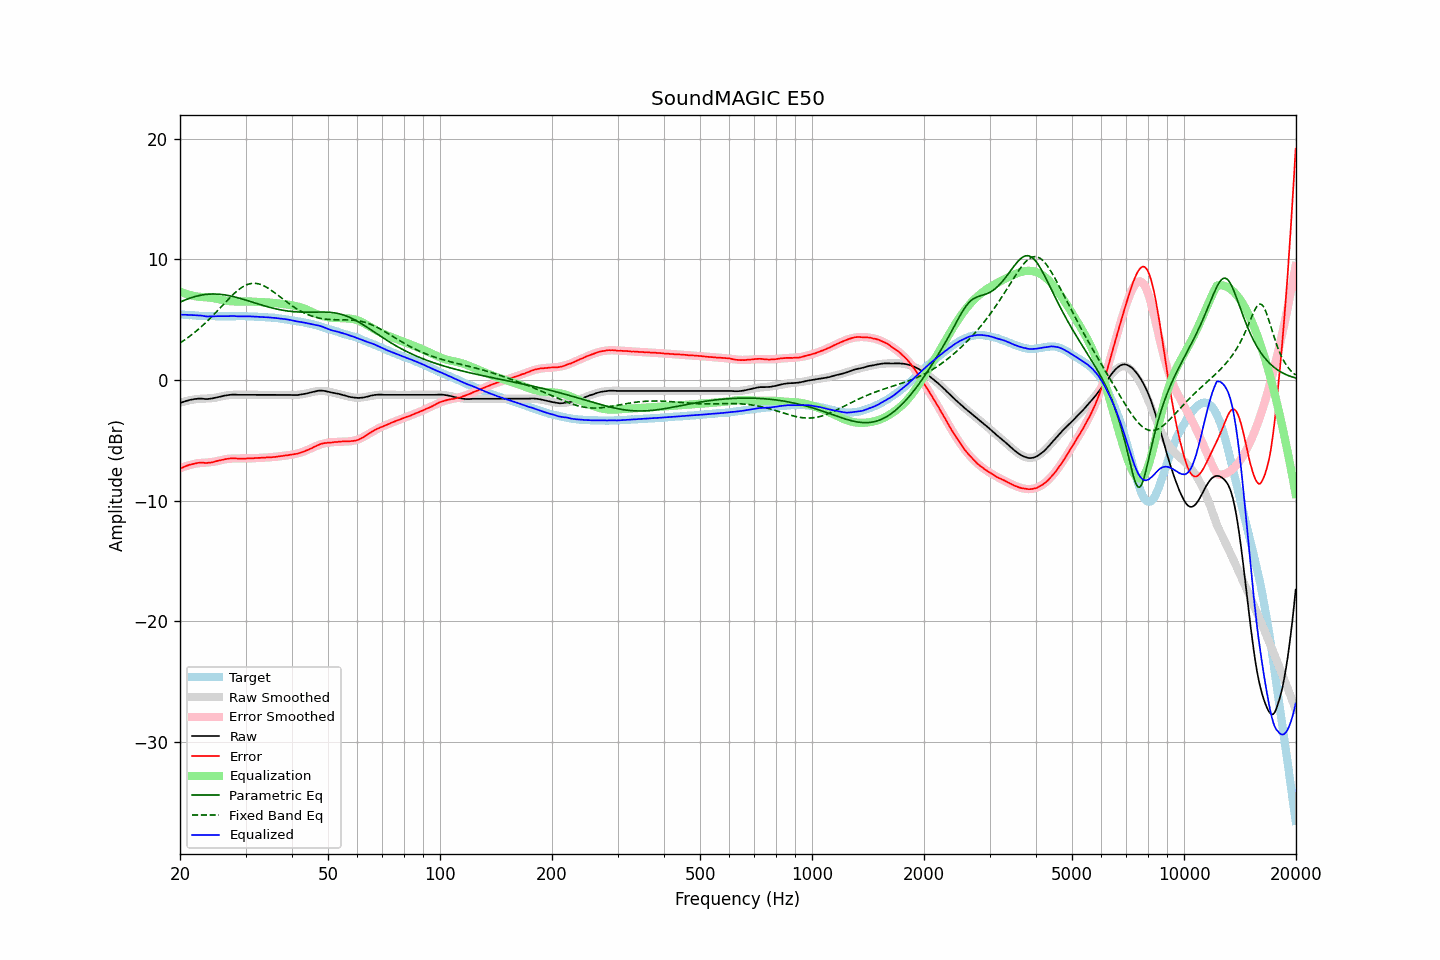 SoundMAGIC E50
20
10
0
−10
−20
−30
Amplitude (dBr)
Target
Raw Smoothed
Error Smoothed
Raw
Error
Equalization
Parametric Eq
Fixed Band Eq
Equalized
20 50 100 200 500 1000 2000 5000 10000 20000
Frequency (Hz)